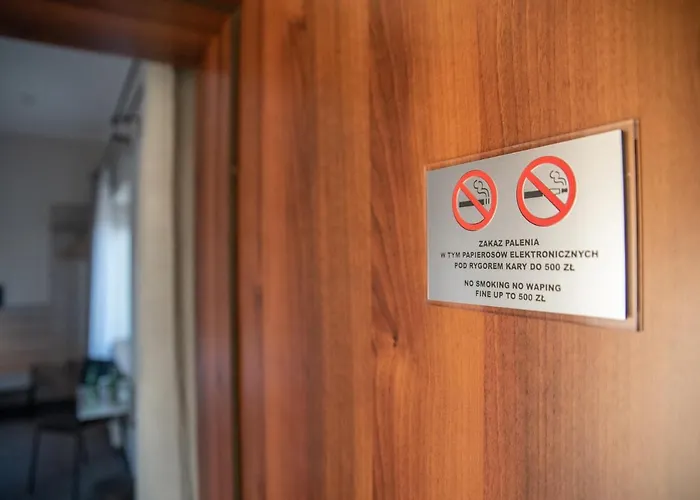 ZAKAZ PALENIA
W TYM PAPIEROSÓW ELEKTRONICZNYCH
POD RYGOREM KARY DO 500 ZŁ
NO SMOKING NO WAPING
FINE UP TO 500 ZŁ